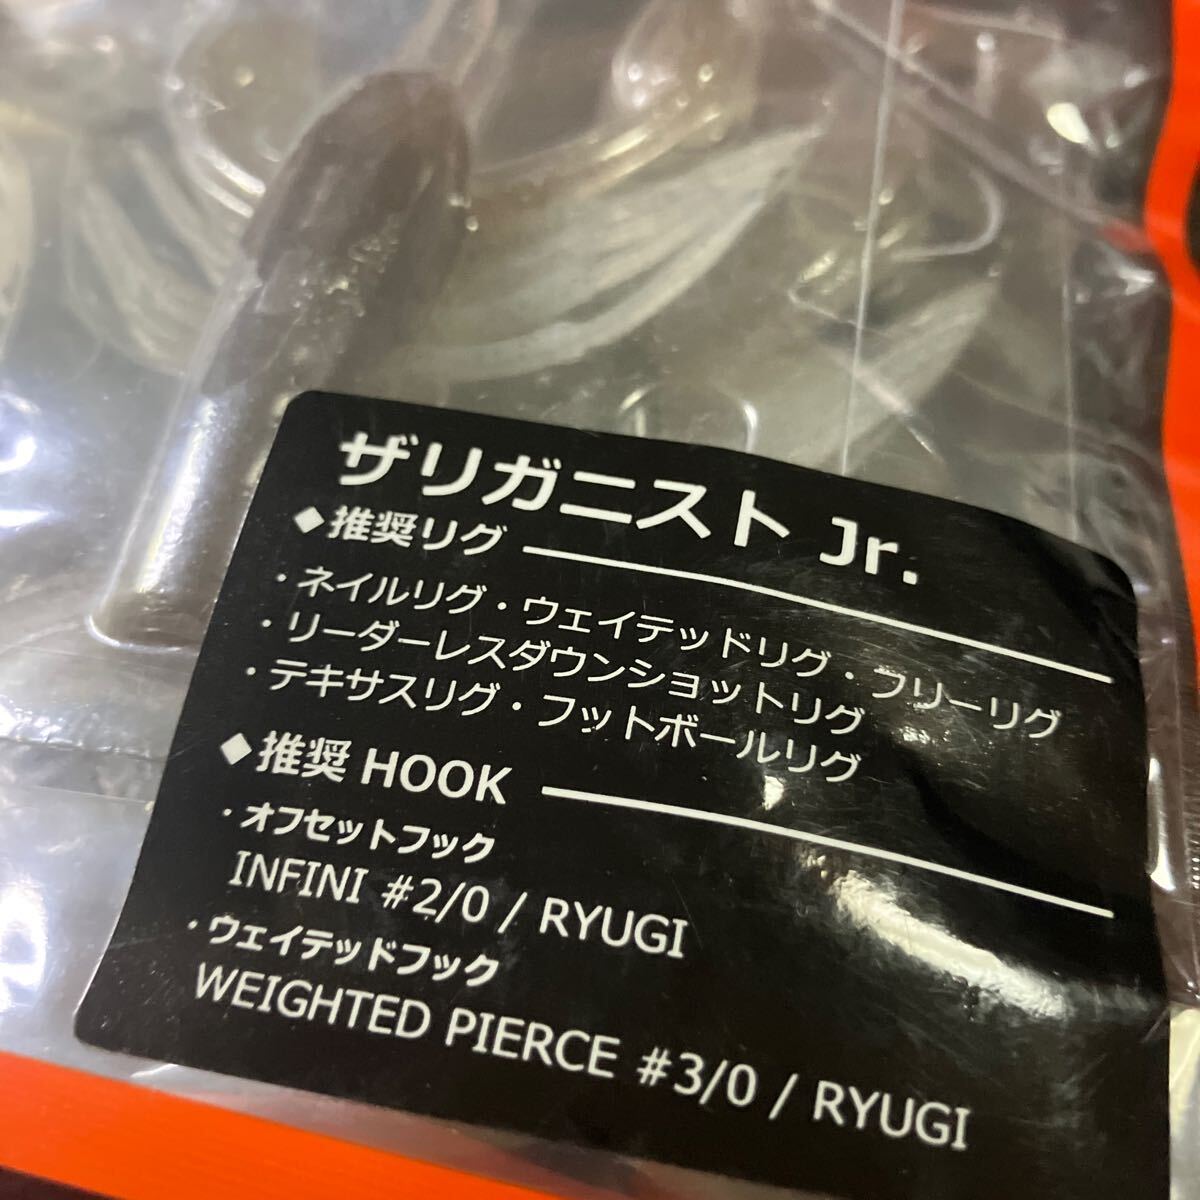 ザリガニスト Jr.
◆推奨リグ
・ネイルリグ・ウェイテッドリグ・フリーリグ
・リーダーレスダウンショットリグ
・テキサスリグ・フットボールリグ
◆推奨 HOOK
・オフセットフック
INFINI #2/0 / RYUGI
・ウェイテッドフック
WEIGHTED PIERCE #3/0 / RYUGI